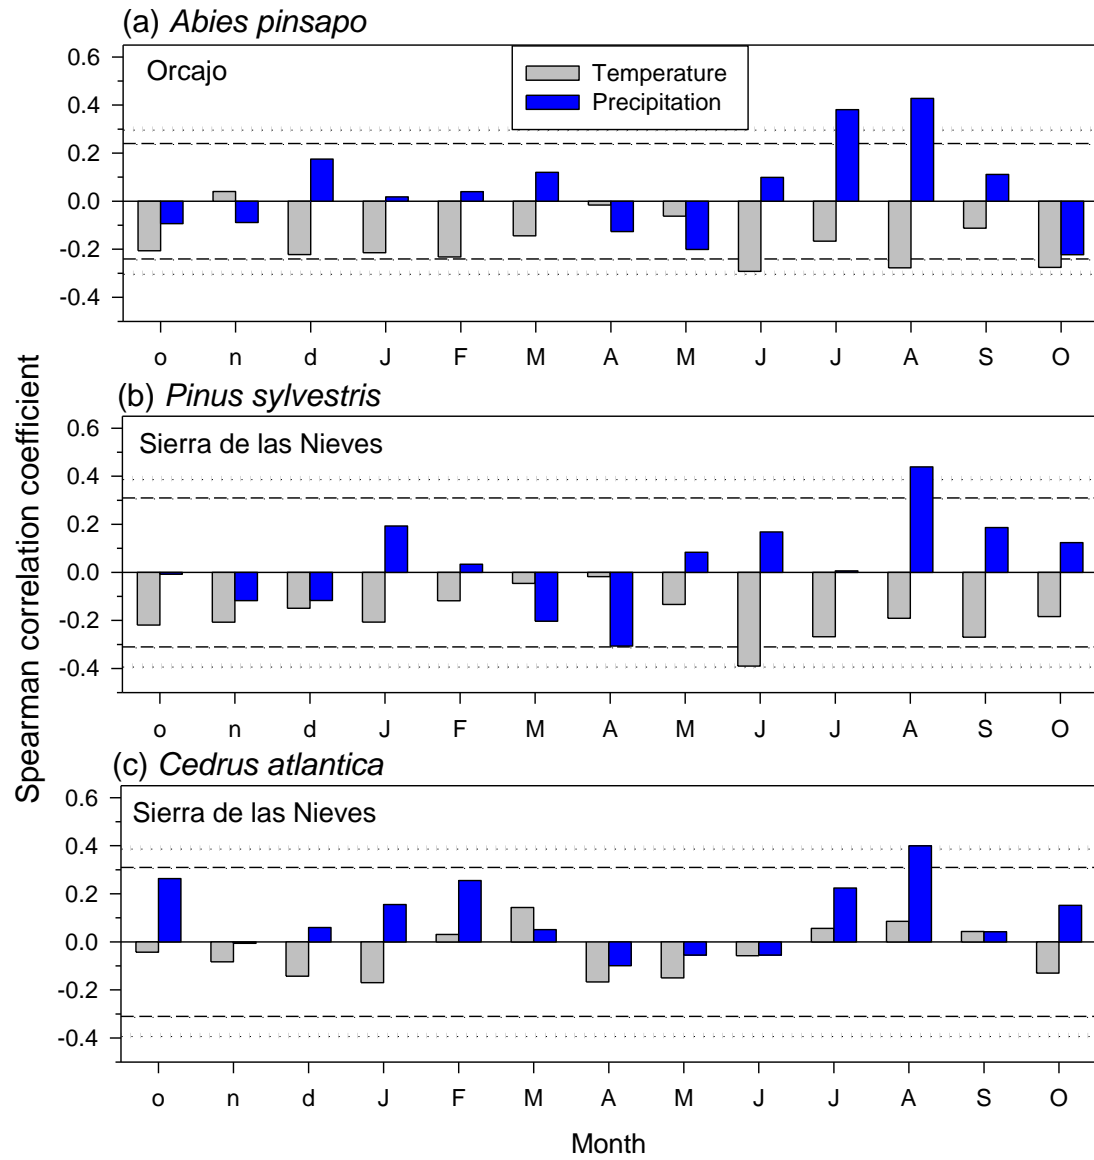 (a) Abies pinsapo
Orcajo
Temperature
Precipitation
0.6
0.4
0.2
0.0
-0.2
-0.4
o n d J F M A M J J A S O
(b) Pinus sylvestris
Sierra de las Nieves
0.6
0.4
0.2
0.0
-0.2
-0.4
o n d J F M A M J J A S O
(c) Cedrus atlantica
Sierra de las Nieves
0.6
0.4
0.2
0.0
-0.2
-0.4
o n d J F M A M J J A S O
Month
Spearman correlation coefficient